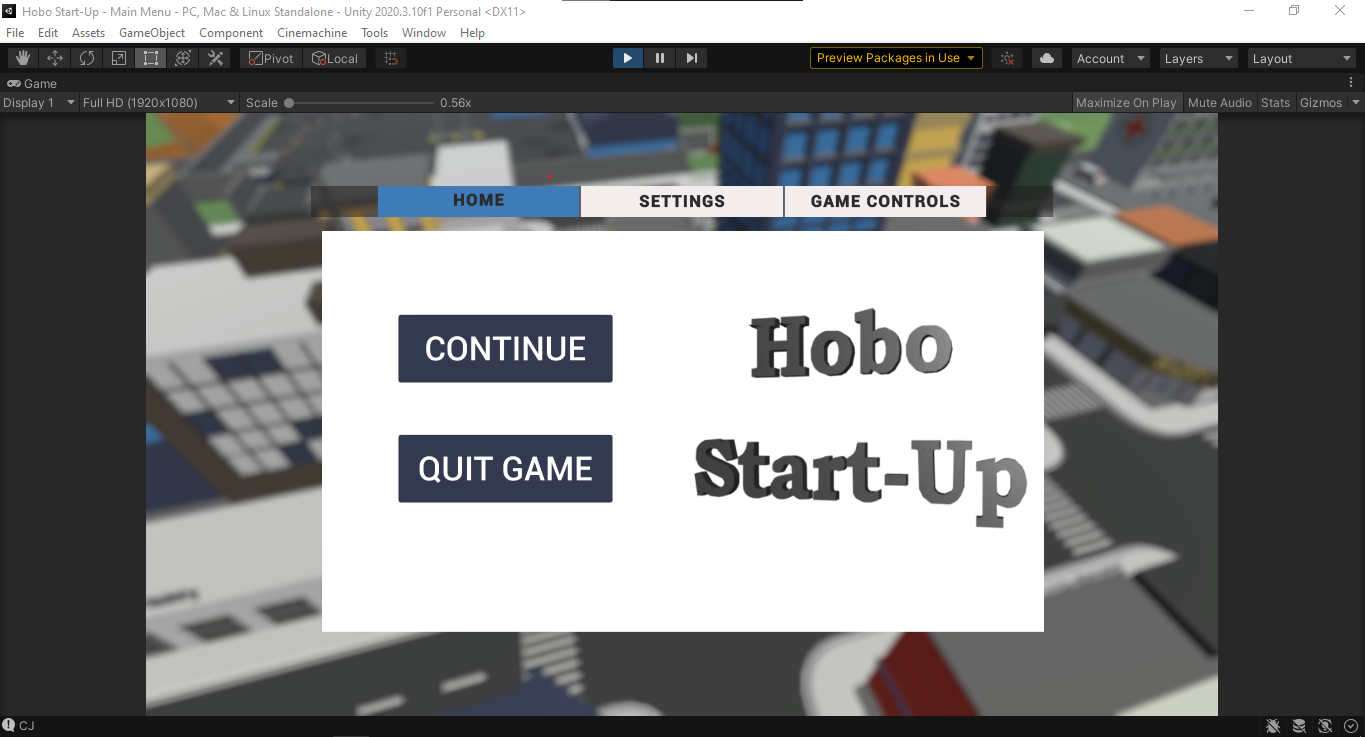 Hobo Start-Up - Main Menu - PC, Mac & Linux Standalone - Unity 2020.3.10f1 Personal <DX11>
File Edit Assets GameObject Component Cinemachine Tools Window Help
Pivot Local Preview Packages in Use Account Layers Layout
Game
Display 1 Full HD (1920x1080) Scale 0.56x Maximize On Play Mute Audio Stats Gizmos
HOME SETTINGS GAME CONTROLS
CONTINUE
QUIT GAME
Hobo
Start-Up
CJ